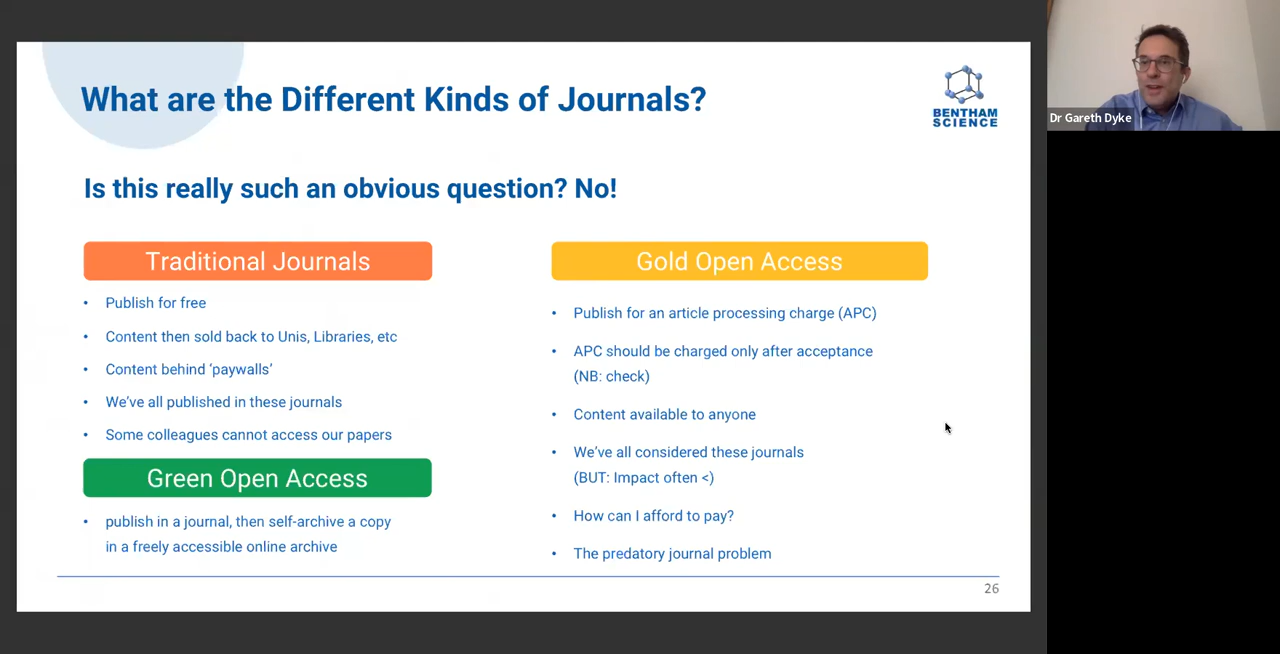 What are the Different Kinds of Journals?
BENTHAM
SCIENCE
Dr Gareth Dyke
Is this really such an obvious question? No!
Traditional Journals
• Publish for free
• Content then sold back to Unis, Libraries, etc
• Content behind ‘paywalls’
• We’ve all published in these journals
• Some colleagues cannot access our papers
Green Open Access
• publish in a journal, then self-archive a copy
in a freely accessible online archive
Gold Open Access
• Publish for an article processing charge (APC)
• APC should be charged only after acceptance
(NB: check)
• Content available to anyone
• We’ve all considered these journals
(BUT: Impact often <)
• How can I afford to pay?
• The predatory journal problem
26